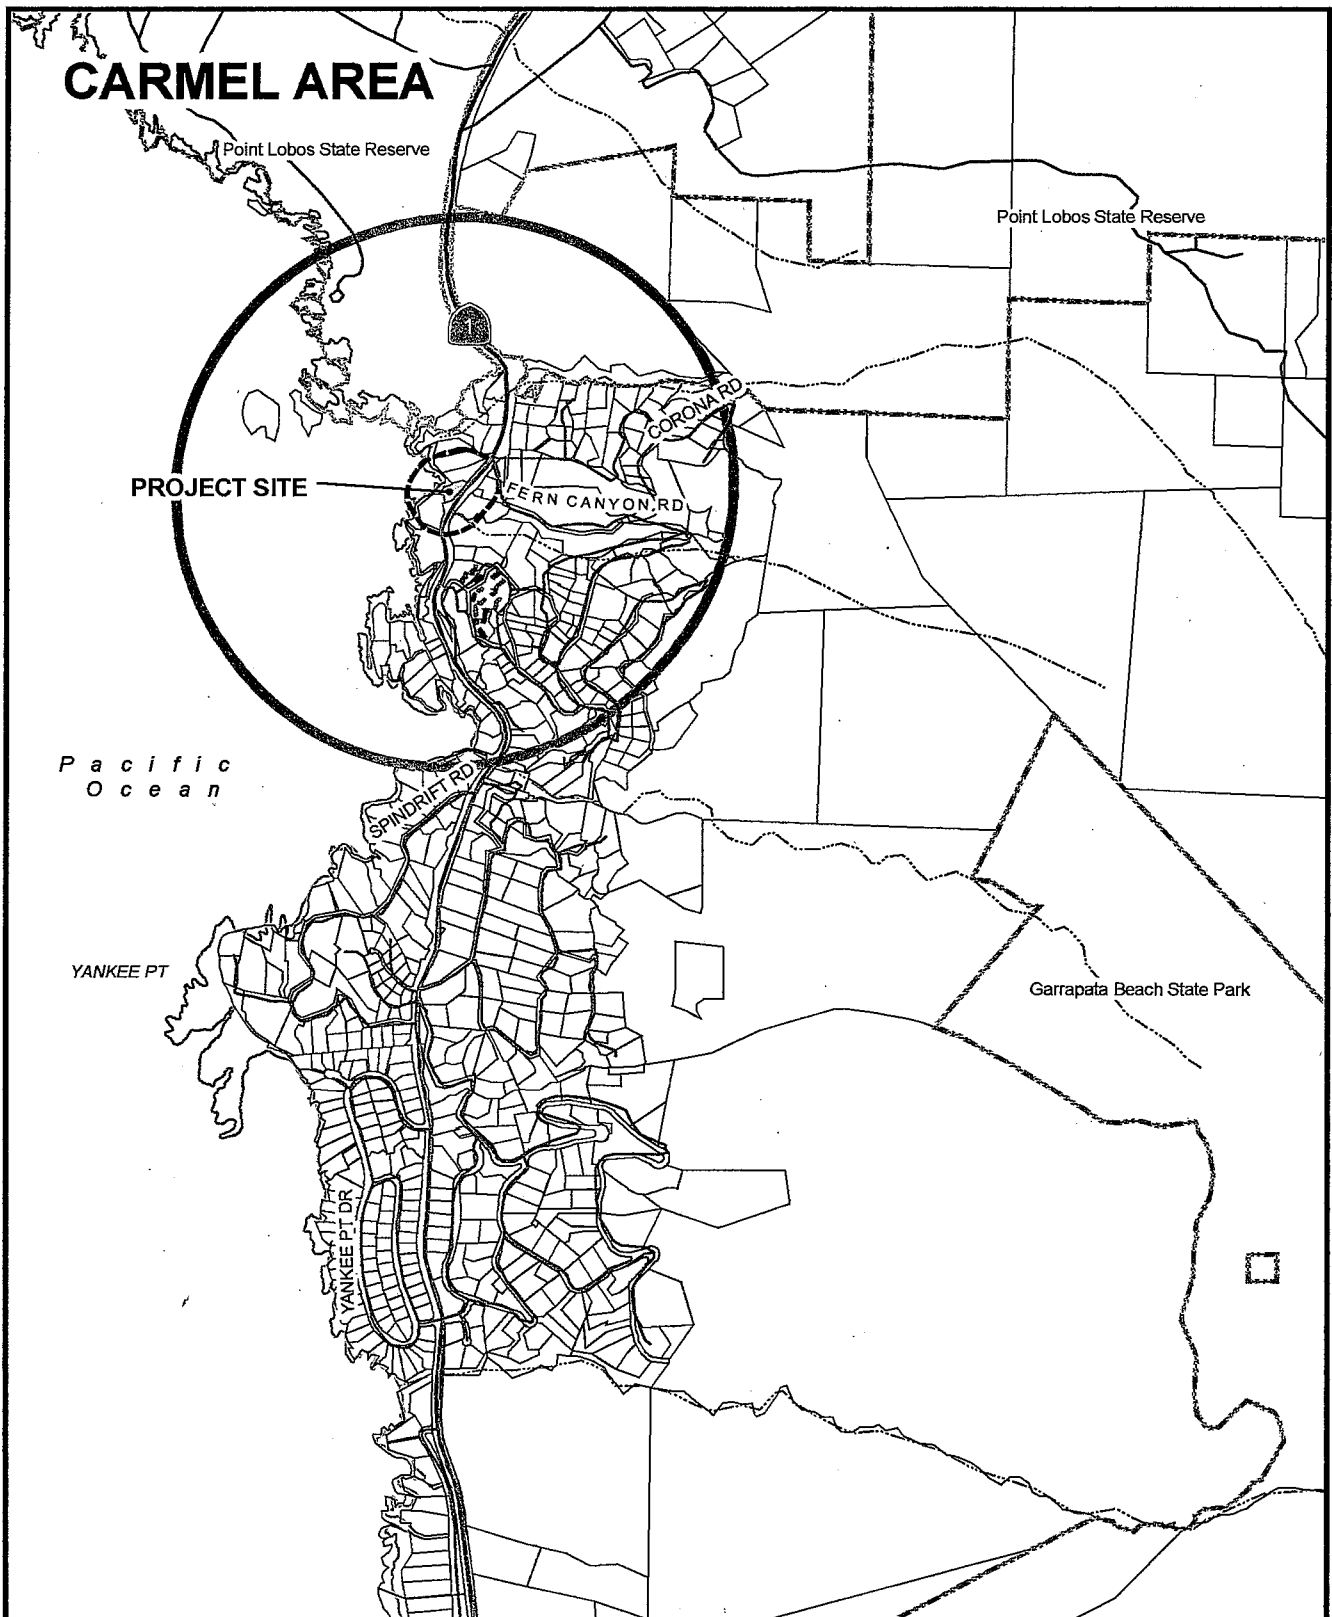 CARMEL AREA
Point Lobos State Reserve
Point Lobos State Reserve
1
CORONA RD
PROJECT SITE
FERN CANYON RD
Pacific
Ocean
SPINDRIFT RD
YANKEE PT
Garrapata Beach State Park
YANKEE PT DR